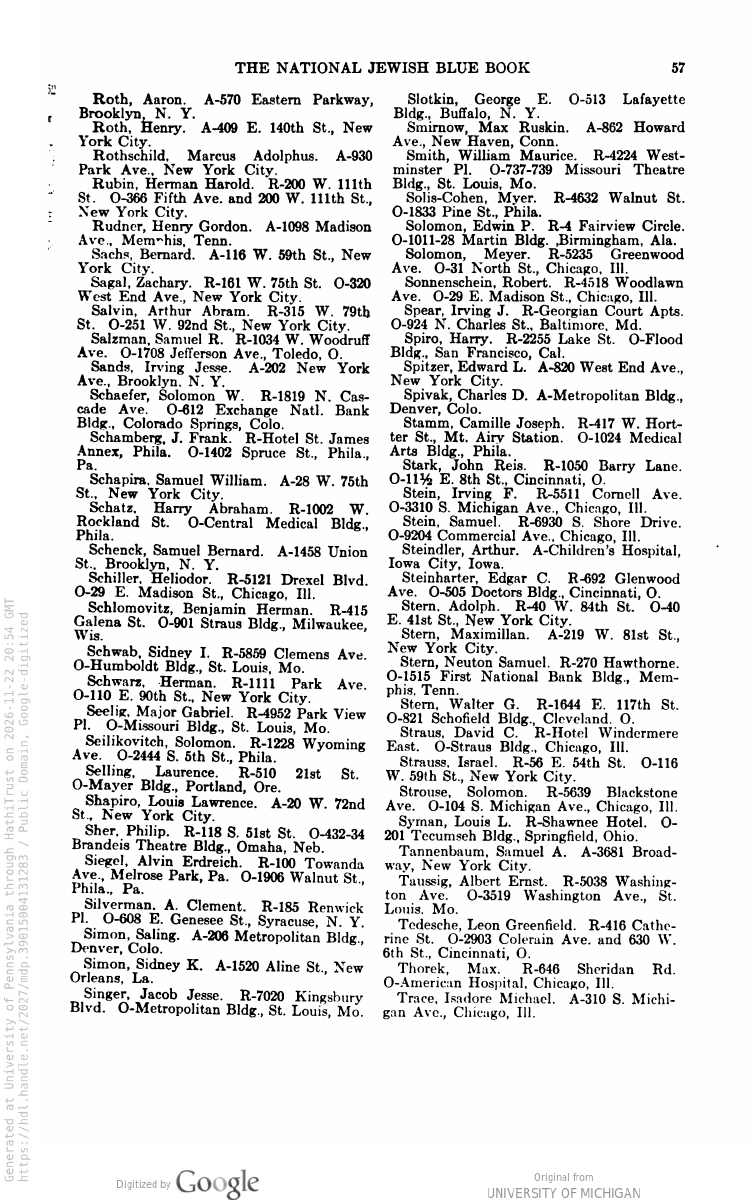 THE NATIONAL JEWISH BLUE BOOK 57
Roth, Aaron. A-570 Eastern Parkway,
Brooklyn, N. Y.
Roth, Henry. A-409 E. 140th St., New
York City.
Rothschild, Marcus Adolphus. A-930
Park Ave., New York City.
Rubin, Herman Harold. R-200 W. 111th
St. O-366 Fifth Ave. and 200 W. 111th St.,
New York City.
Rudner, Henry Gordon. A-1098 Madison
Ave., Memphis, Tenn.
Sachs, Bernard. A-116 W. 59th St., New
York City.
Sagal, Zachary. R-161 W. 75th St. O-320
West End Ave., New York City.
Salvin, Arthur Abram. R-315 W. 79th
St. O-251 W. 92nd St., New York City.
Salzman, Samuel R. R-1034 W. Woodruff
Ave. O-1708 Jefferson Ave., Toledo, O.
Sands, Irving Jesse. A-202 New York
Ave., Brooklyn. N. Y.
Schaefer, Solomon W. R-1819 N. Cas-
cade Ave. O-612 Exchange Natl. Bank
Bldg., Colorado Springs, Colo.
Schamberg, J. Frank. R-Hotel St. James
Annex, Phila. O-1402 Spruce St., Phila.,
Pa.
Schapira, Samuel William. A-28 W. 75th
St., New York City.
Schatz, Harry Abraham. R-1002 W.
Rockland St. O-Central Medical Bldg.,
Phila.
Schenck, Samuel Bernard. A-1458 Union
St., Brooklyn, N. Y.
Schiller, Heliodor. R-5121 Drexel Blvd.
O-29 E. Madison St., Chicago, Ill.
Schlomovitz, Benjamin Herman. R-415
Galena St. O-901 Straus Bldg., Milwaukee,
Wis.
Schwab, Sidney I. R-5859 Clemens Ave.
O-Humboldt Bldg., St. Louis, Mo.
Schwarz, Herman. R-1111 Park Ave.
O-110 E. 90th St., New York City.
Seelig, Major Gabriel. R-4952 Park View
Pl. O-Missouri Bldg., St. Louis, Mo.
Seilikovitch, Solomon. R-1228 Wyoming
Ave. O-2444 S. 5th St., Phila.
Selling, Laurence. R-510 21st St.
O-Mayer Bldg., Portland, Ore.
Shapiro, Louis Lawrence. A-20 W. 72nd
St., New York City.
Sher, Philip. R-118 S. 51st St. O-432-34
Brandeis Theatre Bldg., Omaha, Neb.
Siegel, Alvin Erdreich. R-100 Towanda
Ave., Melrose Park, Pa. O-1906 Walnut St.,
Phila., Pa.
Silverman. A. Clement. R-185 Renwick
Pl. O-608 E. Genesee St., Syracuse, N. Y.
Simon, Saling. A-206 Metropolitan Bldg.,
Denver, Colo.
Simon, Sidney K. A-1520 Aline St., New
Orleans, La.
Singer, Jacob Jesse. R-7020 Kingsbury
Blvd. O-Metropolitan Bldg., St. Louis, Mo.
Slotkin, George E. O-513 Lafayette
Bldg., Buffalo, N. Y.
Smirnow, Max Ruskin. A-862 Howard
Ave., New Haven, Conn.
Smith, William Maurice. R-4224 West-
minster Pl. O-737-739 Missouri Theatre
Bldg., St. Louis, Mo.
Solis-Cohen, Myer. R-4632 Walnut St.
O-1833 Pine St., Phila.
Solomon, Edwin P. R-4 Fairview Circle.
O-1011-28 Martin Bldg. Birmingham, Ala.
Solomon, Meyer. R-5235 Greenwood
Ave. O-31 North St., Chicago, Ill.
Sonnenschein, Robert. R-4518 Woodlawn
Ave. O-29 E. Madison St., Chicago, Ill.
Spear, Irving J. R-Georgian Court Apts.
O-924 N. Charles St., Baltimore, Md.
Spiro, Harry. R-2255 Lake St. O-Flood
Bldg., San Francisco, Cal.
Spitzer, Edward L. A-820 West End Ave.,
New York City.
Spivak, Charles D. A-Metropolitan Bldg.,
Denver, Colo.
Stamm, Camille Joseph. R-417 W. Hort-
ter St., Mt. Airy Station. O-1024 Medical
Arts Bldg., Phila.
Stark, John Reis. R-1050 Barry Lane.
O-11½ E. 8th St., Cincinnati, O.
Stein, Irving F. R-5511 Cornell Ave.
O-3310 S. Michigan Ave., Chicago, Ill.
Stein, Samuel. R-6930 S. Shore Drive.
O-9204 Commercial Ave., Chicago, Ill.
Steindler, Arthur. A-Children's Hospital,
Iowa City, Iowa.
Steinharter, Edgar C. R-692 Glenwood
Ave. O-505 Doctors Bldg., Cincinnati, O.
Stern, Adolph. R-40 W. 84th St. O-40
E. 41st St., New York City.
Stern, Maximillan. A-219 W. 81st St.,
New York City.
Stern, Neuton Samuel. R-270 Hawthorne.
O-1515 First National Bank Bldg., Mem-
phis, Tenn.
Stern, Walter G. R-1644 E. 117th St.
O-821 Schofield Bldg., Cleveland, O.
Straus, David C. R-Hotel Windermere
East. O-Straus Bldg., Chicago, Ill.
Strauss, Israel. R-56 E. 54th St. O-116
W. 59th St., New York City.
Strouse, Solomon. R-5639 Blackstone
Ave. O-104 S. Michigan Ave., Chicago, Ill.
Syman, Louis L. R-Shawnee Hotel. O-
201 Tecumseh Bldg., Springfield, Ohio.
Tannenbaum, Samuel A. A-3681 Broad-
way, New York City.
Taussig, Albert Ernst. R-5038 Washing-
ton Ave. O-3519 Washington Ave., St.
Louis, Mo.
Tedesche, Leon Greenfield. R-416 Cathe-
rine St. O-2903 Colerain Ave. and 630 W.
6th St., Cincinnati, O.
Thorek, Max. R-646 Sheridan Rd.
O-American Hospital, Chicago, Ill.
Trace, Isadore Michael. A-310 S. Michi-
gan Ave., Chicago, Ill.
Generated at University of Pennsylvania through HathiTrust on 2026-11-22 20:54 GMT
https://hdl.handle.net/2027/mdp.39015004131283 / Public Domain, Google-digitized
Digitized by Google
Original from
UNIVERSITY OF MICHIGAN